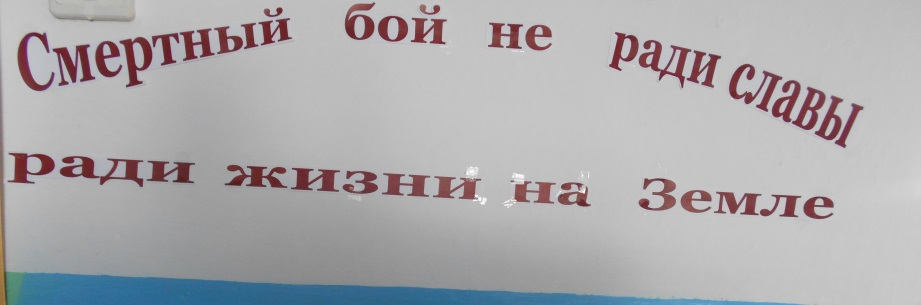 Смертный бой не ради славы
ради жизни на Земле